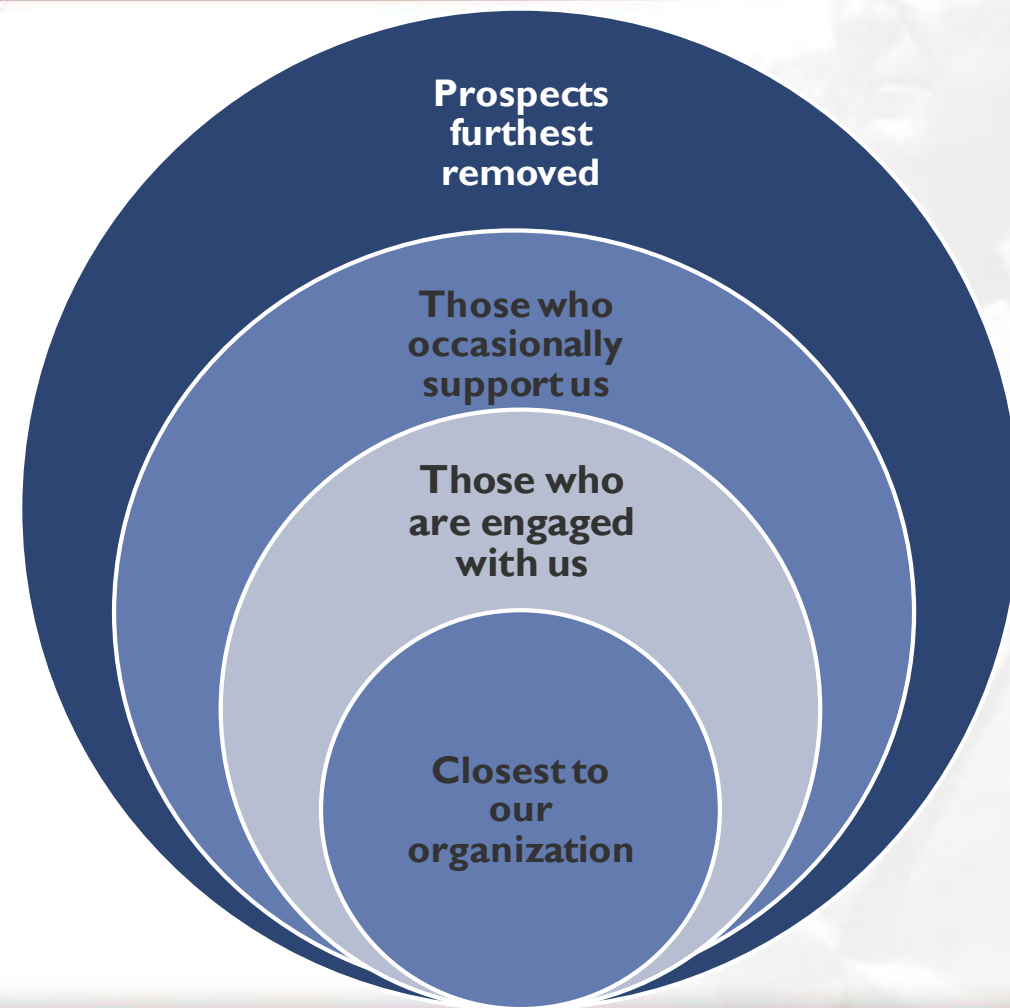 Prospects
furthest
removed
Those who
occasionally
support us
Those who
are engaged
with us
Closest to
our
organization